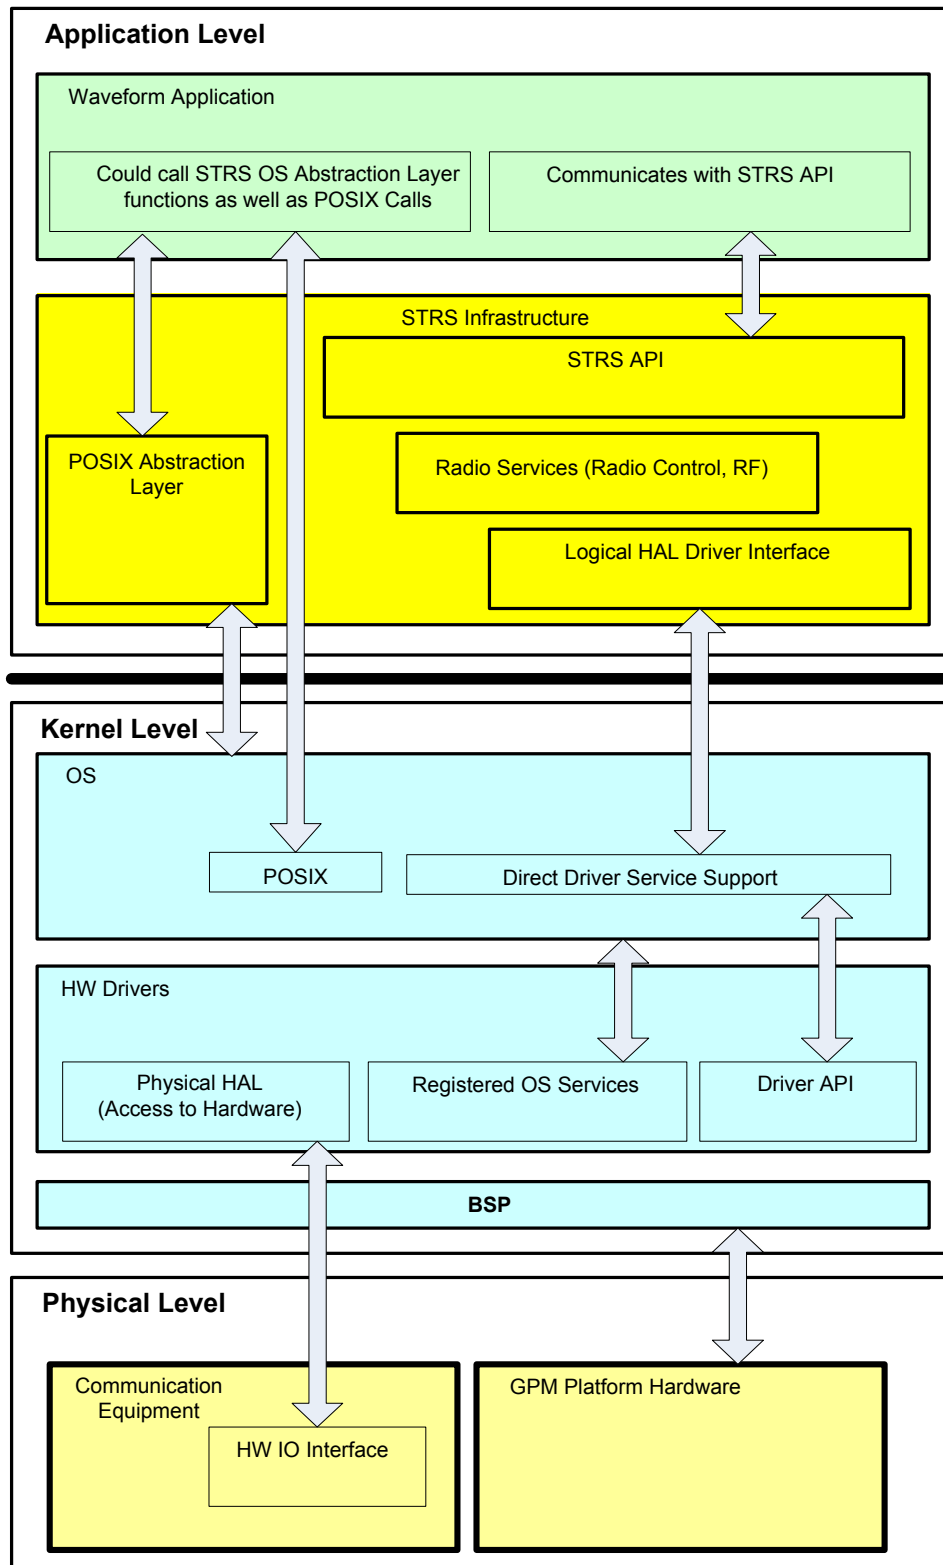 Application Level
Waveform Application
Could call STRS OS Abstraction Layer
functions as well as POSIX Calls
Communicates with STRS API
STRS Infrastructure
STRS API
POSIX Abstraction
Layer
Radio Services (Radio Control, RF)
Logical HAL Driver Interface
Kernel Level
OS
POSIX
Direct Driver Service Support
HW Drivers
Physical HAL
(Access to Hardware)
Registered OS Services
Driver API
BSP
Physical Level
Communication
Equipment
HW IO Interface
GPM Platform Hardware